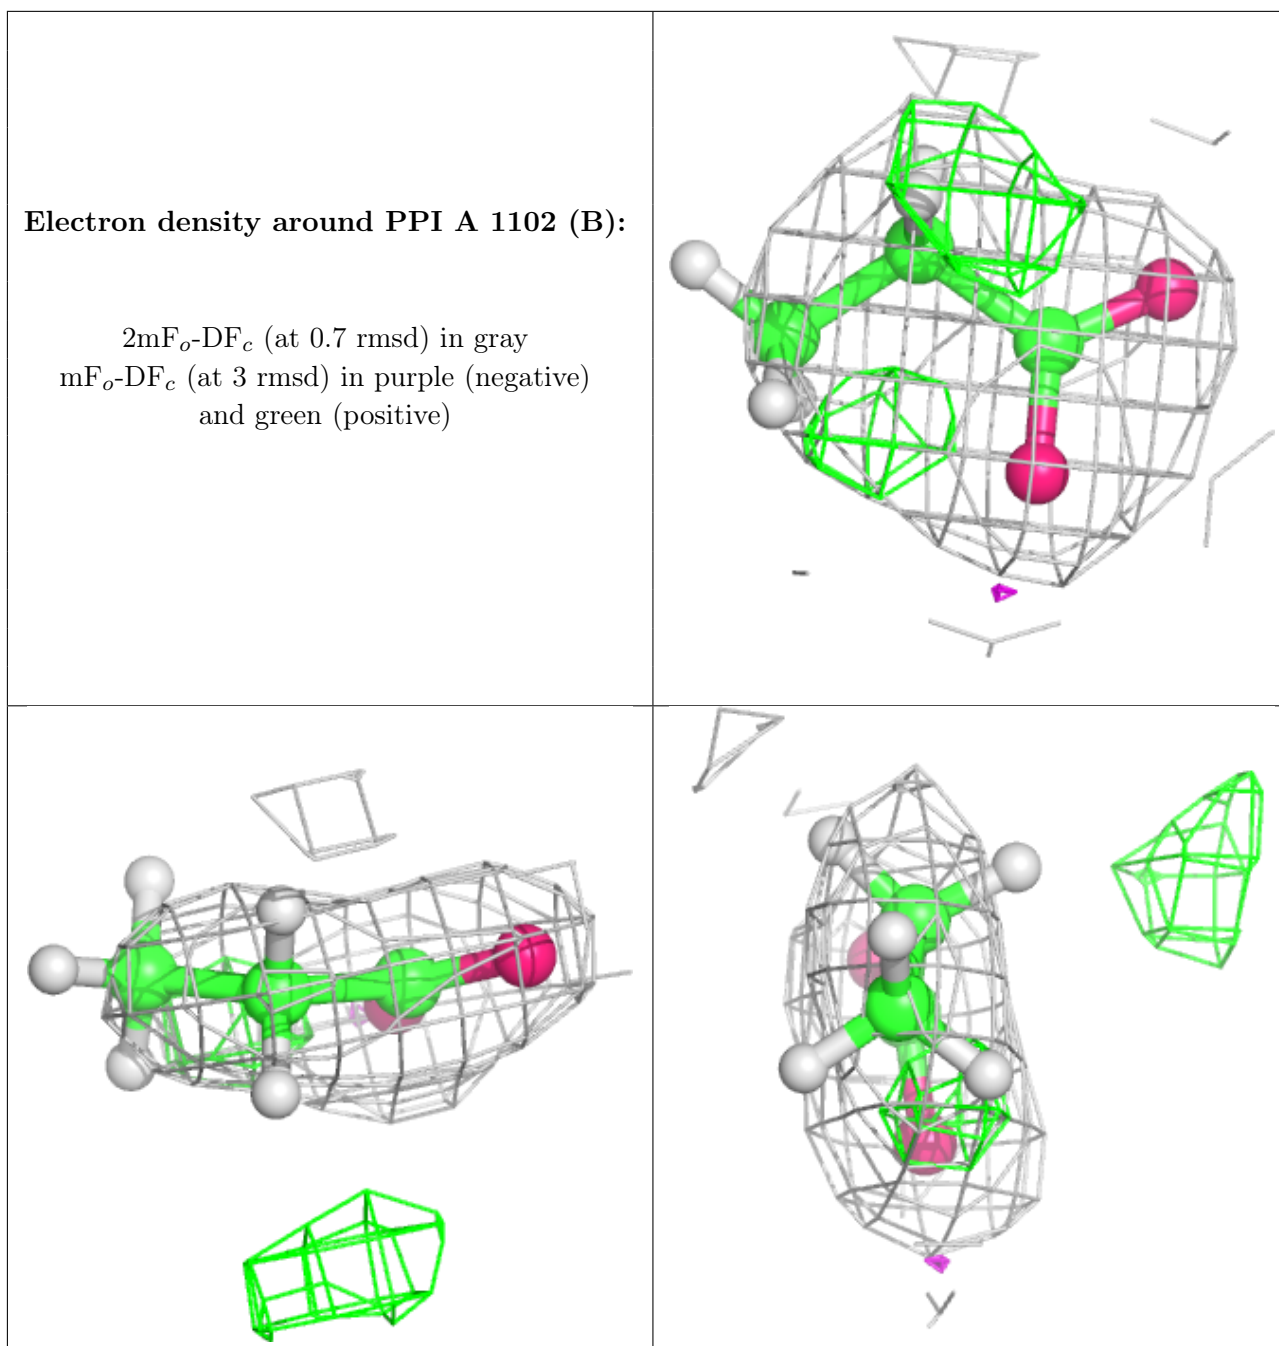 Electron density around PPI A 1102 (B):
2mFₒ-DF𝒸 (at 0.7 rmsd) in gray
mFₒ-DF𝒸 (at 3 rmsd) in purple (negative)
and green (positive)